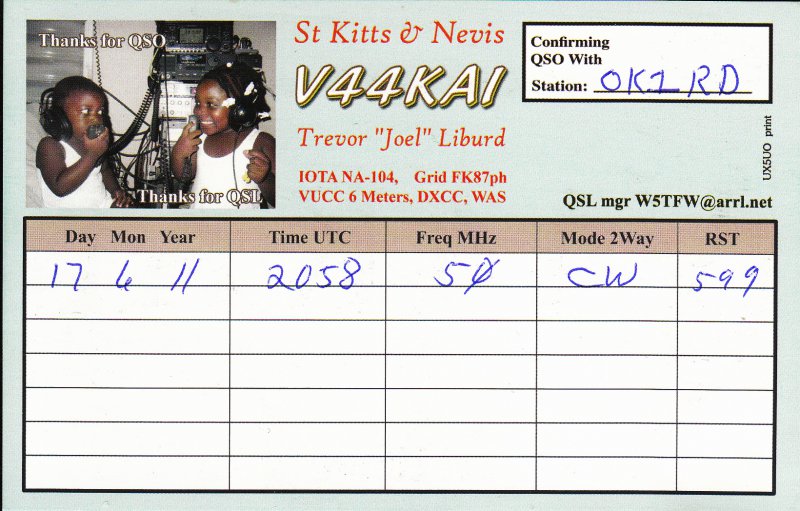 Thanks for QSO
Thanks for QSL
St Kitts & Nevis
V44KAI
Trevor "Joel" Liburd
IOTA NA-104, Grid FK87ph
VUCC 6 Meters, DXCC, WAS
Confirming
QSO With
Station: OK1RD
UX5UO print
QSL mgr W5TFW@arrl.net
Day Mon Year Time UTC Freq MHz Mode 2Way RST
17 6 11 2058 50 CW 599